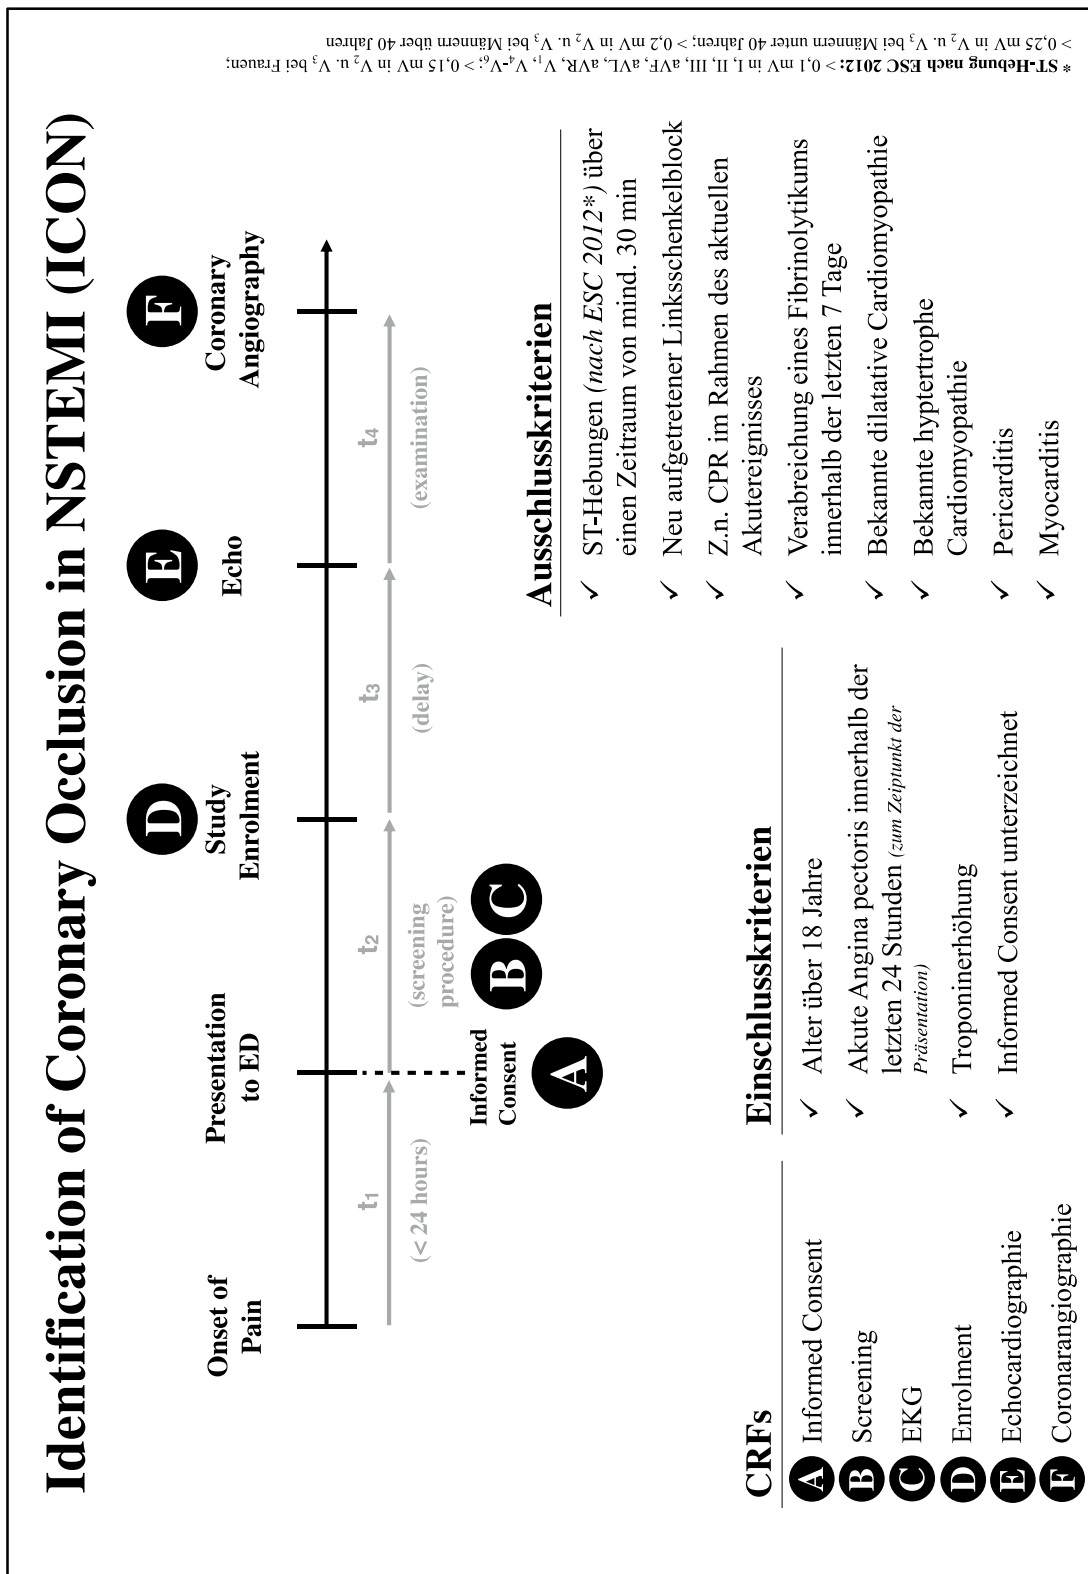 Identification of Coronary Occlusion in NSTEMI (ICON)
D
E
F
Onset of
Pain
Presentation
to ED
Study
Enrolment
Echo
Coronary
Angiography
t1
t2
t3
t4
(< 24 hours)
(screening
procedure)
(delay)
(examination)
Informed
Consent
A
B
C
CRFs
A Informed Consent
B Screening
C EKG
D Enrolment
E Echocardiographie
F Coronarangiographie
Einschlusskriterien
✓ Alter über 18 Jahre
✓ Akute Angina pectoris innerhalb der
letzten 24 Stunden (zum Zeiptunkt der
Präsentation)
✓ Troponinerhöhung
✓ Informed Consent unterzeichnet
Ausschlusskriterien
✓ ST-Hebungen (nach ESC 2012*) über
einen Zeitraum von mind. 30 min
✓ Neu aufgetretener Linksschenkelblock
✓ Z.n. CPR im Rahmen des aktuellen
Akutereignisses
✓ Verabreichung eines Fibrinolytikums
innerhalb der letzten 7 Tage
✓ Bekannte dilatative Cardiomyopathie
✓ Bekannte hyptertrophe
Cardiomyopathie
✓ Pericarditis
✓ Myocarditis
* ST-Hebung nach ESC 2012: > 0,1 mV in I, II, III, aVF, aVL, aVR, V1, V4-V6; > 0,15 mV in V2 u. V3 bei Frauen;
> 0,25 mV in V2 u. V3 bei Männern unter 40 Jahren; > 0,2 mV in V2 u. V3 bei Männern über 40 Jahren